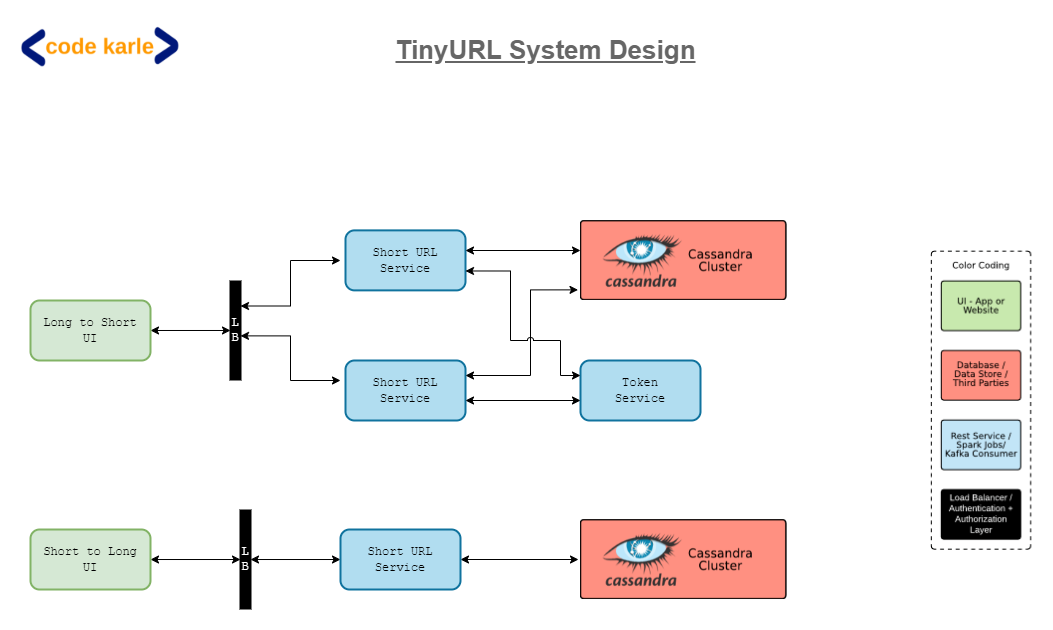 code karle
TinyURL System Design
Short URL
Service
cassandra
Cassandra
Cluster
Long to Short
UI
L
B
Short URL
Service
Token
Service
Short to Long
UI
L
B
Short URL
Service
cassandra
Cassandra
Cluster
Color Coding
UI - App or
Website
Database /
Data Store /
Third Parties
Rest Service /
Spark Jobs/
Kafka Consumer
Load Balancer /
Authentication +
Authorization
Layer